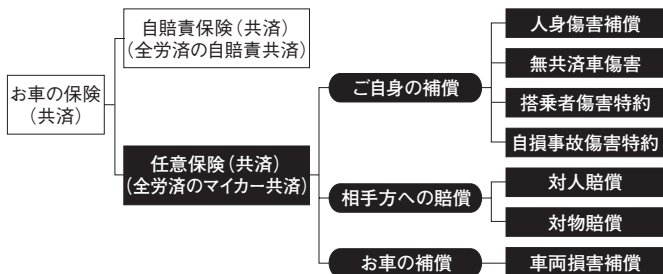 お車の保険
(共済)
自賠責保険(共済)
(全労済の自賠責共済)
任意保険(共済)
(全労済のマイカー共済)
ご自身の補償
人身傷害補償
無共済車傷害
搭乗者傷害特約
自損事故傷害特約
相手方への賠償
対人賠償
対物賠償
お車の補償
車両損害補償